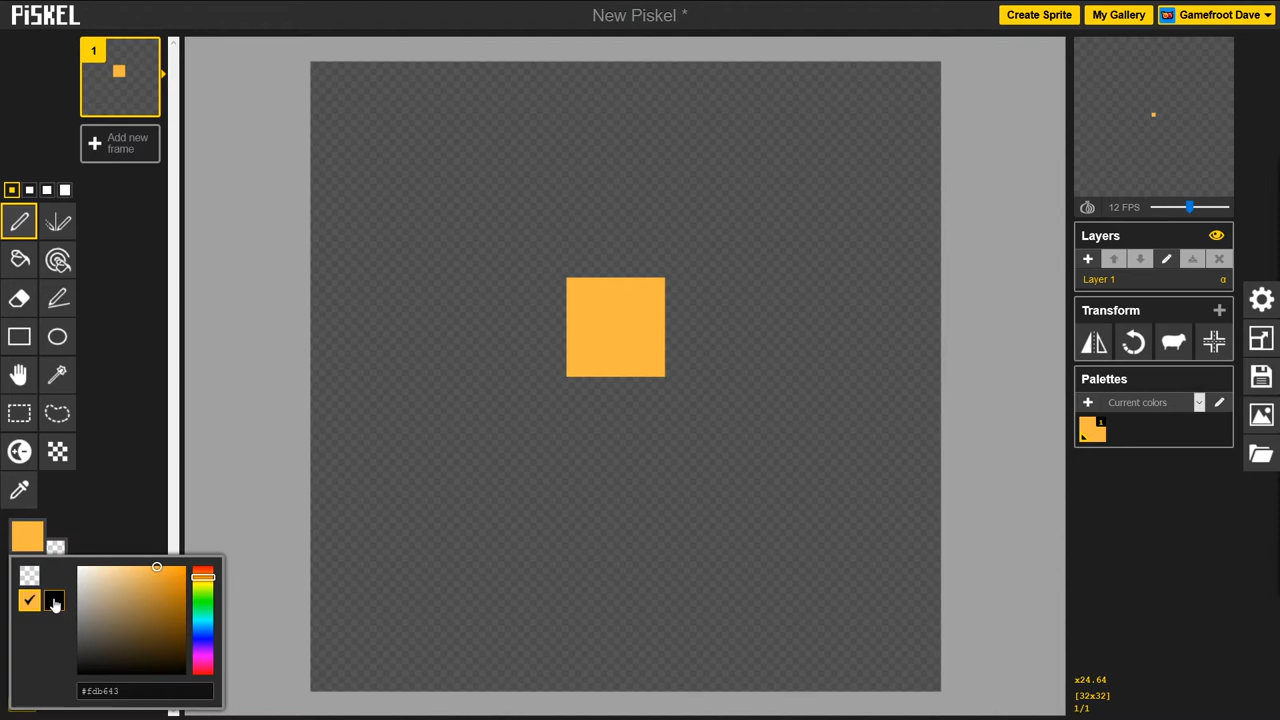 PiSKEL
New Piskel *
Create Sprite
My Gallery
Gamefroot Dave
1
Add new
frame
12 FPS
Layers
Layer 1
α
Transform
Palettes
Current colors
1
#fdb643
x24.64
[32x32]
1/1